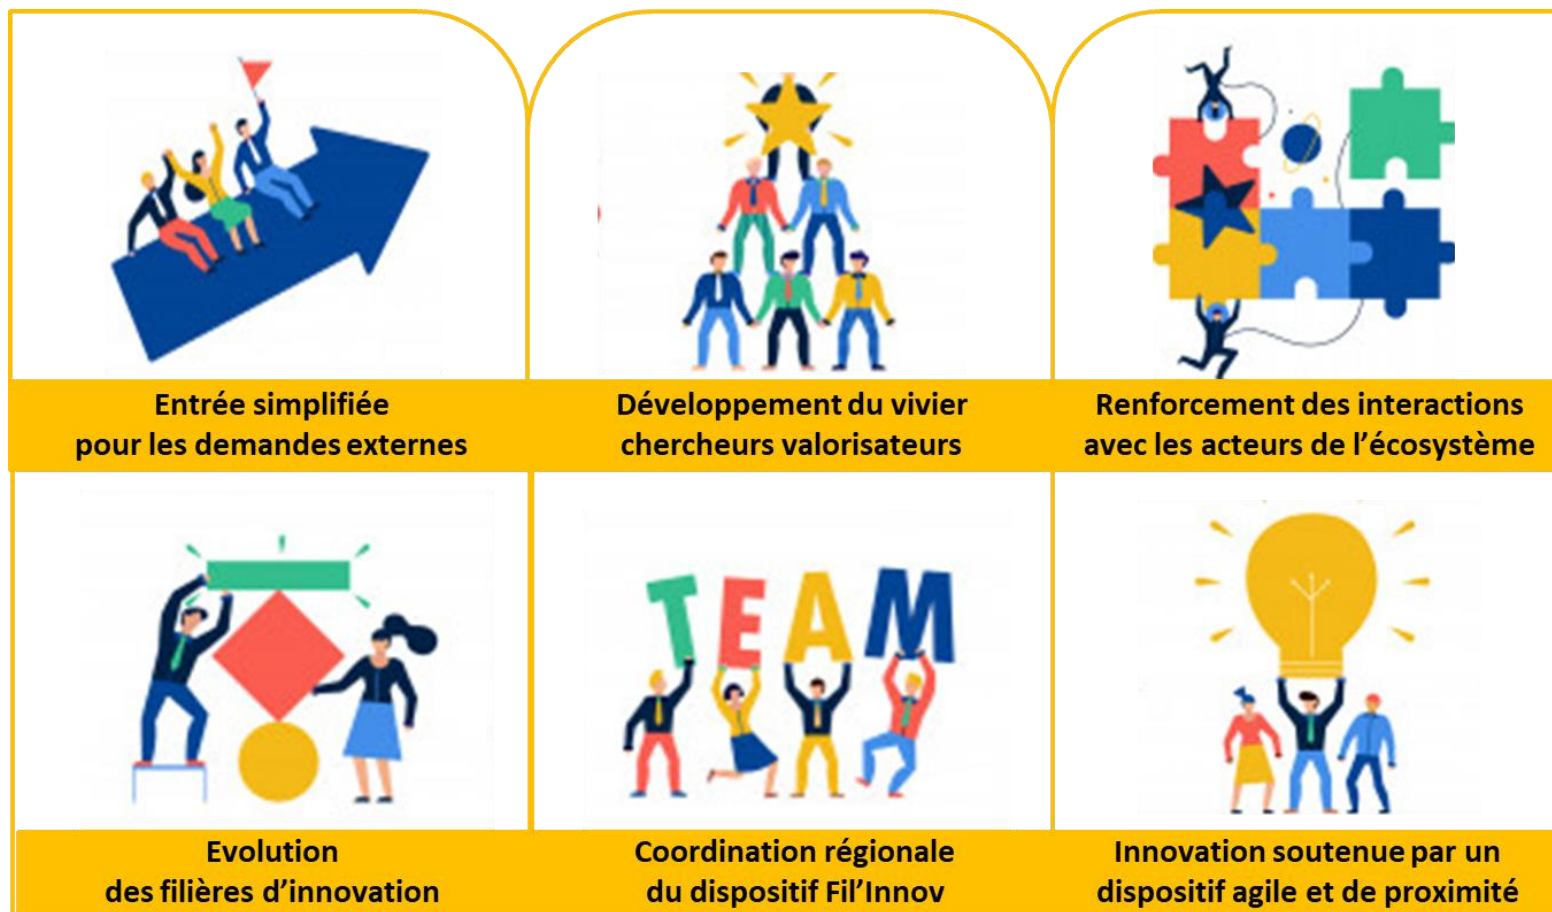 Entrée simplifiée
pour les demandes externes
Développement du vivier
chercheurs valorisateurs
Renforcement des interactions
avec les acteurs de l'écosystème
TEAM
Evolution
des filières d'innovation
Coordination régionale
du dispositif Fil'Innov
Innovation soutenue par un
dispositif agile et de proximité